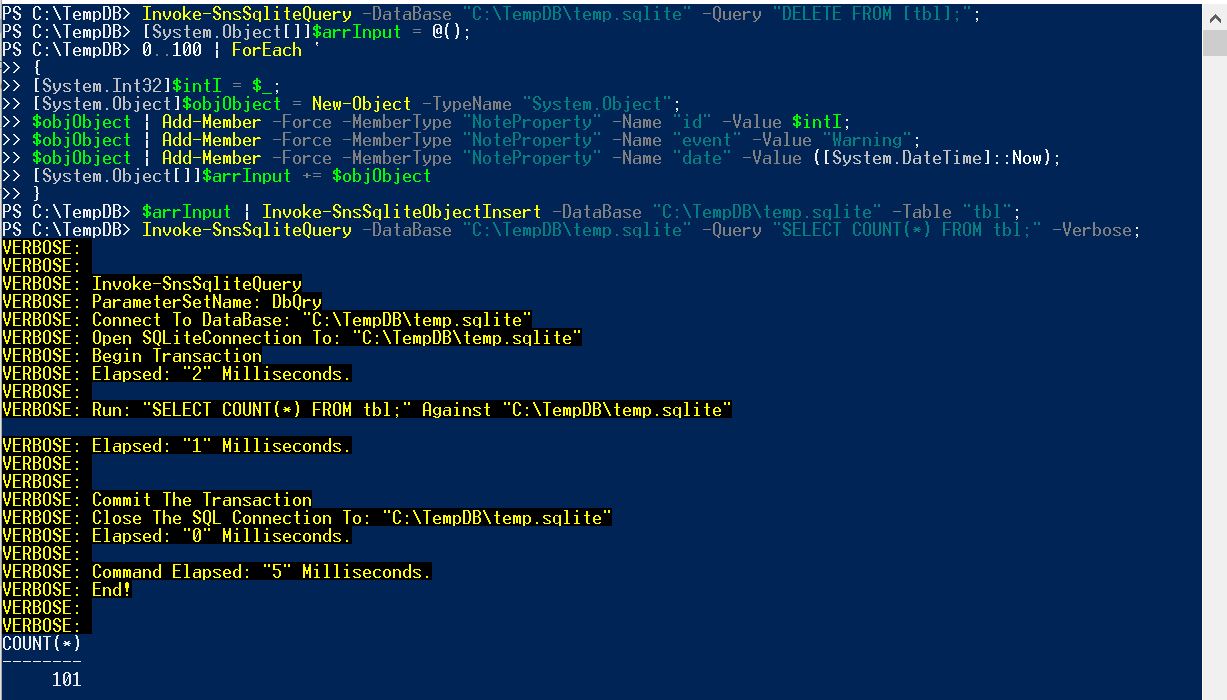 PS C:\TempDB> Invoke-SnsSqliteQuery -DataBase "C:\TempDB\temp.sqlite" -Query "DELETE FROM [tbl];";
PS C:\TempDB> [System.Object[]]$arrInput = @();
PS C:\TempDB> 0..100 | ForEach `
>> {
>> [System.Int32]$intI = $_;
>> [System.Object]$objObject = New-Object -TypeName "System.Object";
>> $objObject | Add-Member -Force -MemberType "NoteProperty" -Name "id" -Value $intI;
>> $objObject | Add-Member -Force -MemberType "NoteProperty" -Name "event" -Value "Warning";
>> $objObject | Add-Member -Force -MemberType "NoteProperty" -Name "date" -Value ([System.DateTime]::Now);
>> [System.Object[]]$arrInput += $objObject
>> }
PS C:\TempDB> $arrInput | Invoke-SnsSqliteObjectInsert -DataBase "C:\TempDB\temp.sqlite" -Table "tbl";
PS C:\TempDB> Invoke-SnsSqliteQuery -DataBase "C:\TempDB\temp.sqlite" -Query "SELECT COUNT(*) FROM tbl;" -Verbose;
VERBOSE:
VERBOSE:
VERBOSE: Invoke-SnsSqliteQuery
VERBOSE: ParameterSetName: DbQry
VERBOSE: Connect To DataBase: "C:\TempDB\temp.sqlite"
VERBOSE: Open SQLiteConnection To: "C:\TempDB\temp.sqlite"
VERBOSE: Begin Transaction
VERBOSE: Elapsed: "2" Milliseconds.
VERBOSE:
VERBOSE: Run: "SELECT COUNT(*) FROM tbl;" Against "C:\TempDB\temp.sqlite"
VERBOSE: Elapsed: "1" Milliseconds.
VERBOSE:
VERBOSE:
VERBOSE: Commit The Transaction
VERBOSE: Close The SQL Connection To: "C:\TempDB\temp.sqlite"
VERBOSE: Elapsed: "0" Milliseconds.
VERBOSE:
VERBOSE: Command Elapsed: "5" Milliseconds.
VERBOSE: End!
VERBOSE:
VERBOSE:
COUNT(*)
--------
101